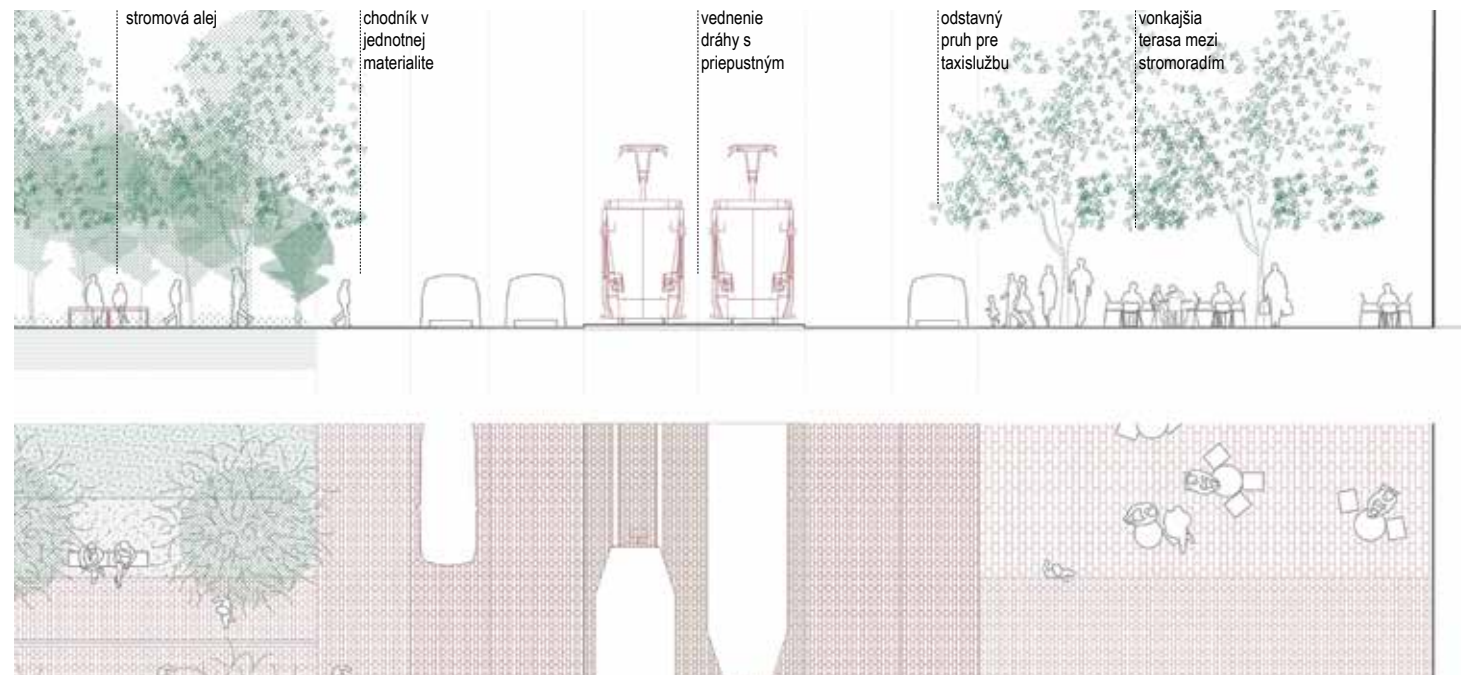 stromová alej
chodník v
jednotnej
materialite
vednenie
dráhy s
priepustným
odstavný
pruh pre
taxislužbu
vonkajšia
terasa mezi
stromoradím